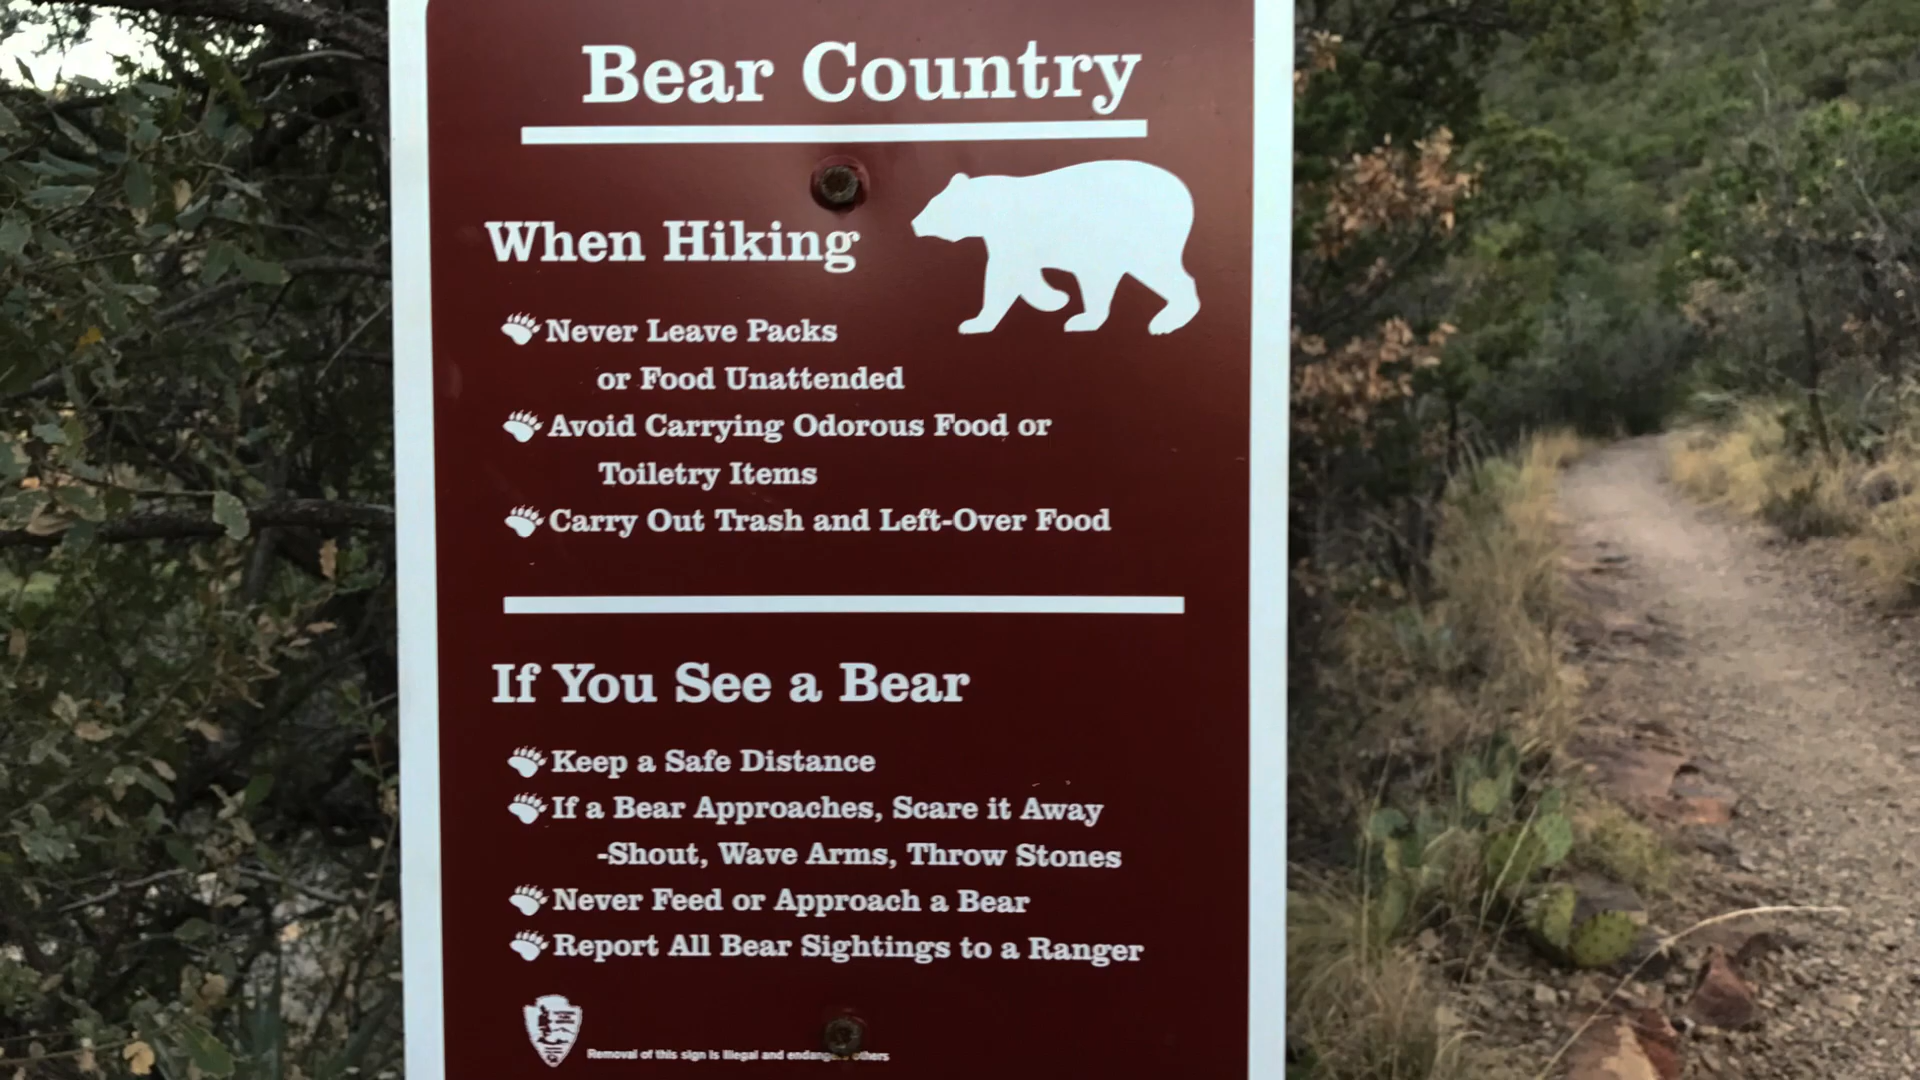 Bear Country
When Hiking
Never Leave Packs
or Food Unattended
Avoid Carrying Odorous Food or
Toiletry Items
Carry Out Trash and Left-Over Food
If You See a Bear
Keep a Safe Distance
If a Bear Approaches, Scare it Away
-Shout, Wave Arms, Throw Stones
Never Feed or Approach a Bear
Report All Bear Sightings to a Ranger
Removal of this sign is illegal and others